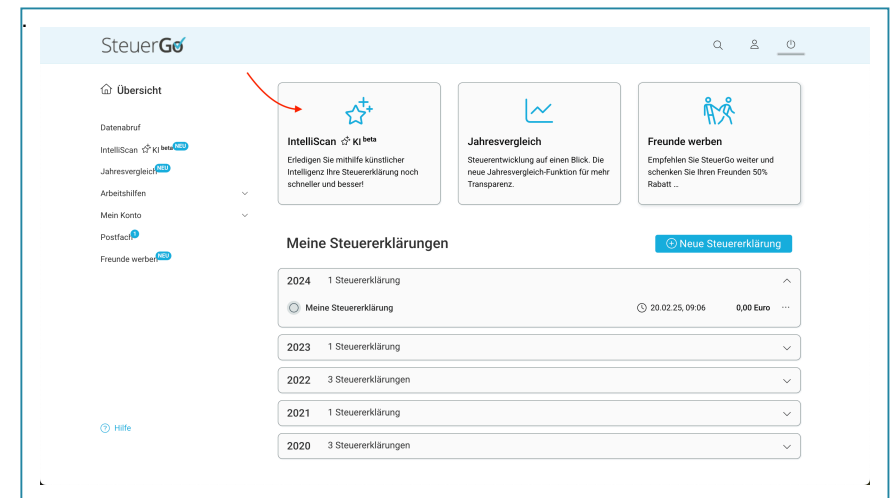 SteuerGo
Übersicht
Datenabruf
IntelliScan KI beta NEU
Jahresvergleich NEU
Arbeitshilfen
Mein Konto
Postfach 1
Freunde werben NEU
Hilfe
IntelliScan KI beta
Erledigen Sie mithilfe künstlicher
Intelligenz Ihre Steuererklärung noch
schneller und besser!
Jahresvergleich
Steuerentwicklung auf einen Blick. Die
neue Jahresvergleich-Funktion für mehr
Transparenz.
Freunde werben
Empfehlen Sie SteuerGo weiter und
schenken Sie Ihren Freunden 50%
Rabatt ...
Meine Steuererklärungen
Neue Steuererklärung
2024 1 Steuererklärung
Meine Steuererklärung 20.02.25, 09:06 0,00 Euro ...
2023 1 Steuererklärung
2022 3 Steuererklärungen
2021 1 Steuererklärung
2020 3 Steuererklärungen